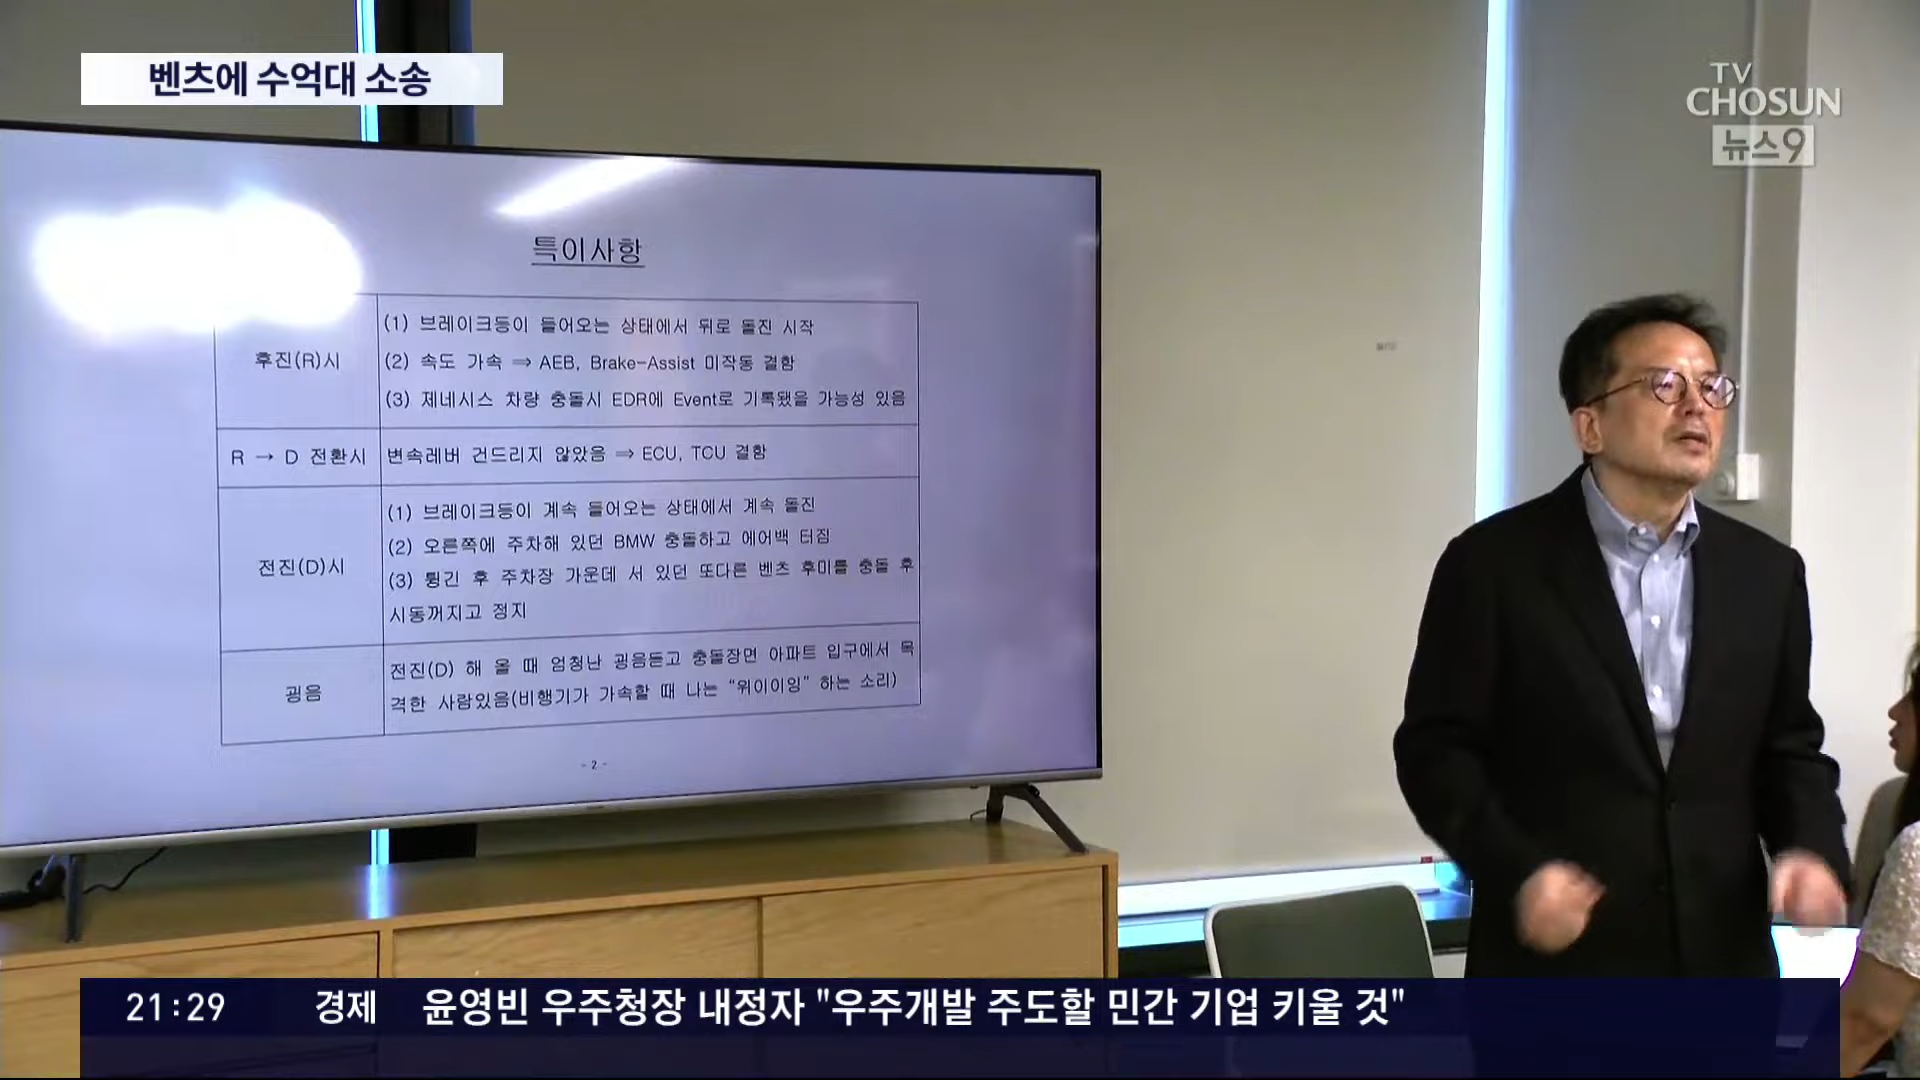 벤츠에 수억대 소송
TV
CHOSUN
뉴스9
특이사항
후진(R)시
(1) 브레이크등이 들어오는 상태에서 뒤로 돌진 시작
(2) 속도 가속 ⇒ AEB, Brake-Assist 미작동 결함
(3) 제네시스 차량 충돌시 EDR에 Event로 기록됐을 가능성 있음
R → D 전환시
변속레버 건드리지 않았음 ⇒ ECU, TCU 결함
전진(D)시
(1) 브레이크등이 계속 들어오는 상태에서 계속 돌진
(2) 오른쪽에 주차해 있던 BMW 충돌하고 에어백 터짐
(3) 튕긴 후 주차장 가운데 서 있던 또다른 벤츠 후미를 충돌 후
시동꺼지고 정지
굉음
전진(D) 해 올 때 엄청난 굉음듣고 충돌장면 아파트 입구에서 목
격한 사람있음(비행기가 가속할 때 나는 "위이이잉" 하는 소리)
- 2 -
21:29 경제 윤영빈 우주청장 내정자 "우주개발 주도할 민간 기업 키울 것"